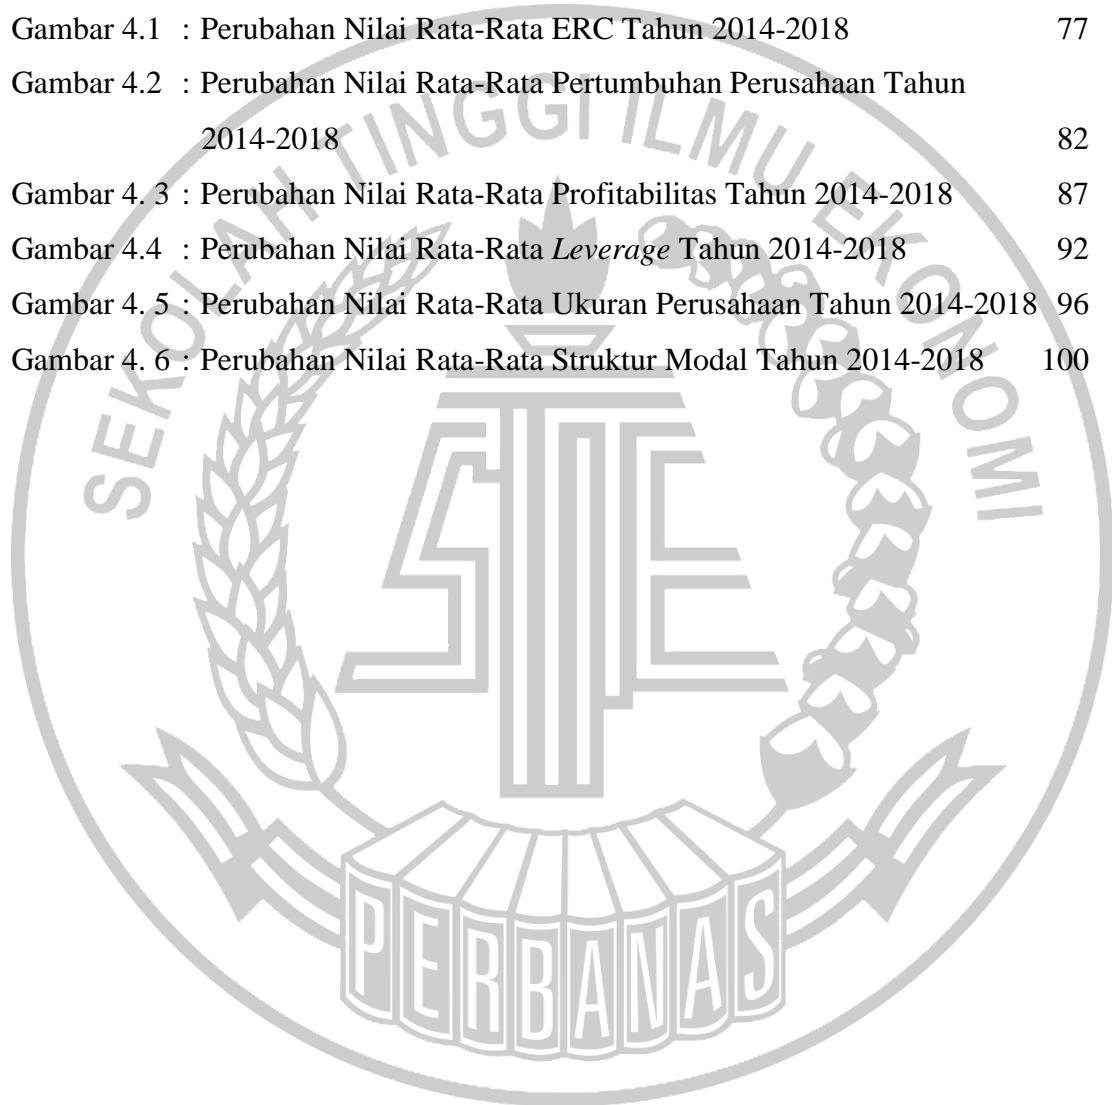 Gambar 4.1 : Perubahan Nilai Rata-Rata ERC Tahun 2014-2018 77
Gambar 4.2 : Perubahan Nilai Rata-Rata Pertumbuhan Perusahaan Tahun
2014-2018 82
Gambar 4. 3 : Perubahan Nilai Rata-Rata Profitabilitas Tahun 2014-2018 87
Gambar 4.4 : Perubahan Nilai Rata-Rata Leverage Tahun 2014-2018 92
Gambar 4. 5 : Perubahan Nilai Rata-Rata Ukuran Perusahaan Tahun 2014-2018 96
Gambar 4. 6 : Perubahan Nilai Rata-Rata Struktur Modal Tahun 2014-2018 100
SEKOLAH TINGGI ILMU EKONOMI
STIE
PERBANAS